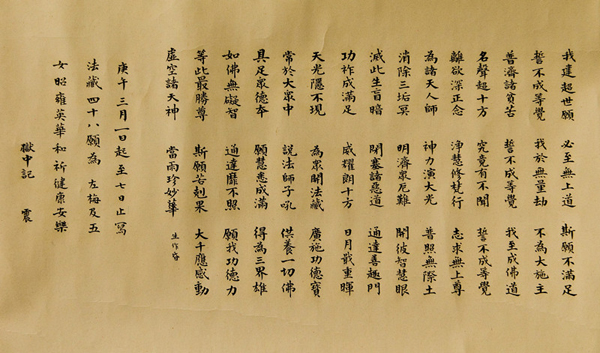 我建超世願 必至無上道 斯願不滿足
誓不成等覺 我於無量劫 不為大施主
普濟諸貧苦 誓不成等覺 我至成佛道
名聲超十方 究竟有不聞 誓不成等覺
離欲深正念 淨慧修梵行 志求無上尊
為諸天人師 神力演大光 普照無際土
消除三垢冥 明濟衆厄難 開彼智慧眼
滅此生盲暗 閉塞諸惡道 通達善趣門
功祚成滿足 威耀朗十方 日月戢重暉
天光隱不現 為衆開法藏 廣施功德寶
常於大衆中 說法師子吼 供養一切佛
具足衆德本 願慧悉成滿 得為三界雄
如佛無礙智 通達靡不照 願我功德力
等此最勝尊 斯願若剋果 大千應感動
虛空諸天神 當雨珍妙華 生作昏
庚午三月一日起至七日止寫
法藏四十八願為 左梅及五
女昭雍英華和祈健康安樂
獄中記 震